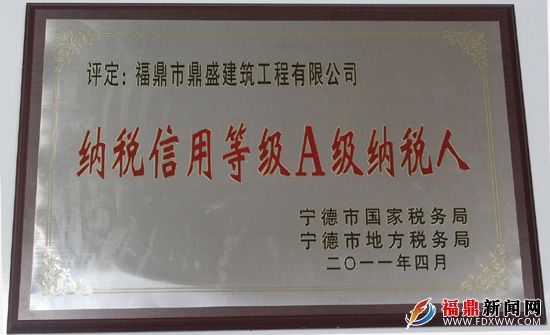 评定：福鼎市鼎盛建筑工程有限公司
纳税信用等级A级纳税人
宁德市国家税务局
宁德市地方税务局
二〇一一年四月
福鼎新闻网
WWW.FDXWW.COM